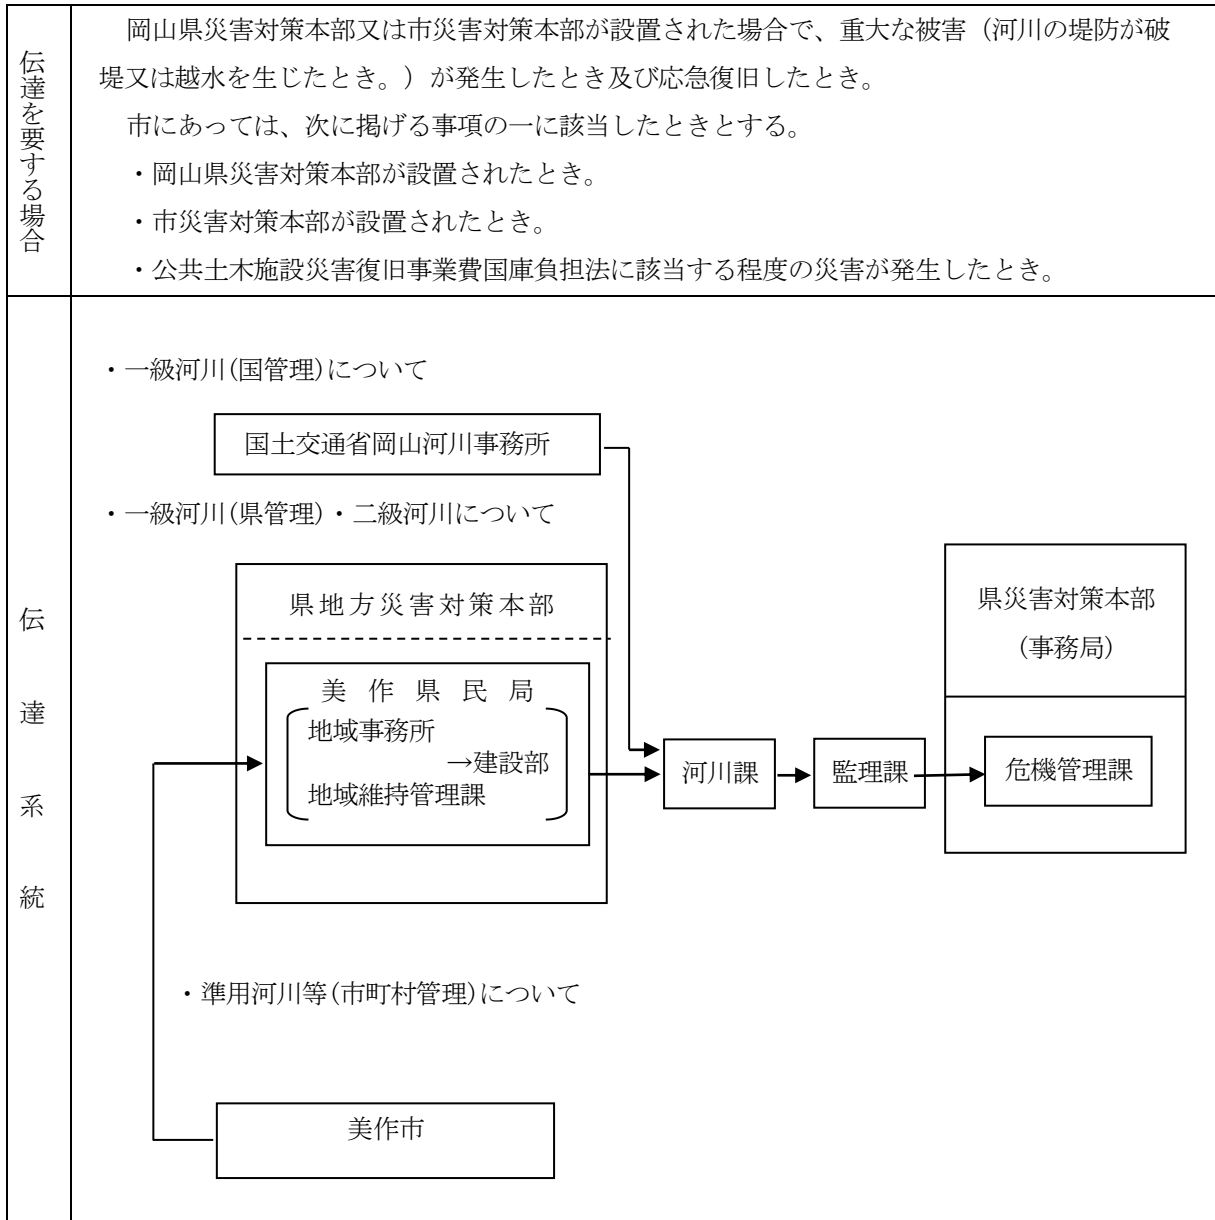 伝達を要する場合
岡山県災害対策本部又は市災害対策本部が設置された場合で、重大な被害（河川の堤防が破
堤又は越水を生じたとき。）が発生したとき及び応急復旧したとき。
市にあっては、次に掲げる事項の一に該当したときとする。
・岡山県災害対策本部が設置されたとき。
・市災害対策本部が設置されたとき。
・公共土木施設災害復旧事業費国庫負担法に該当する程度の災害が発生したとき。
伝達系統
・一級河川(国管理)について
国土交通省岡山河川事務所
・一級河川(県管理)・二級河川について
県地方災害対策本部
美作県民局
地域事務所
→建設部
地域維持管理課
河川課
監理課
県災害対策本部
(事務局)
危機管理課
・準用河川等(市町村管理)について
美作市